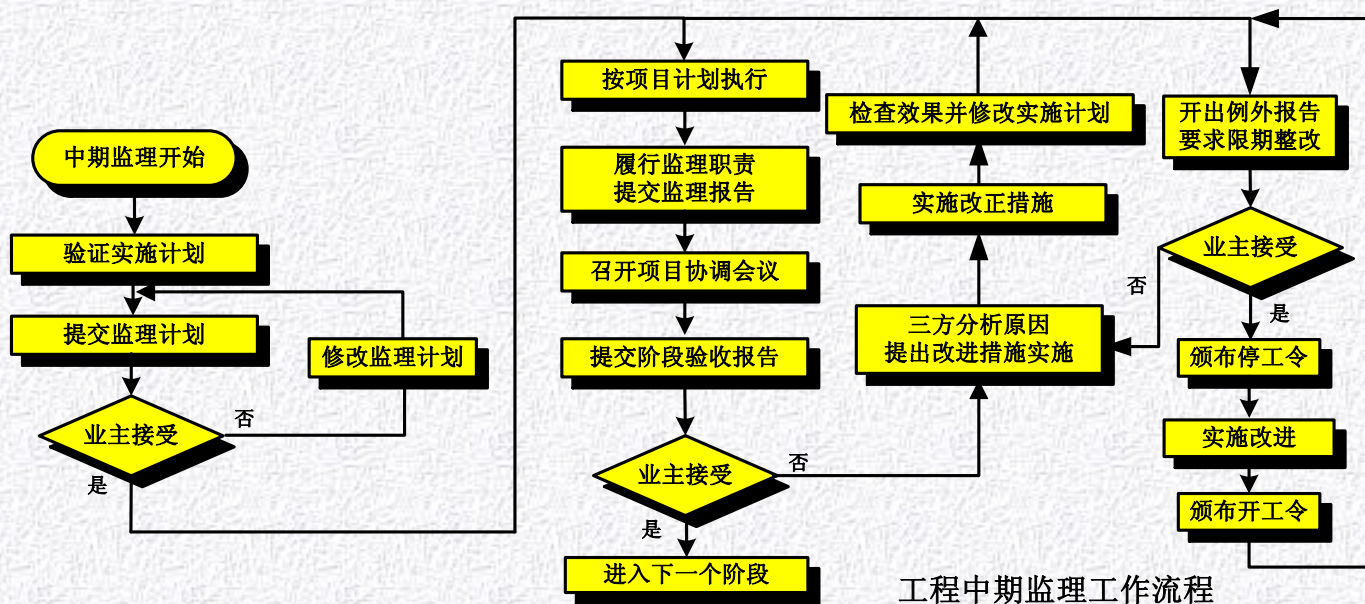 中期监理开始
验证实施计划
提交监理计划
修改监理计划
业主接受
否
是
按项目计划执行
履行监理职责
提交监理报告
召开项目协调会议
提交阶段验收报告
业主接受
否
是
进入下一个阶段
检查效果并修改实施计划
实施改正措施
三方分析原因
提出改进措施实施
开出例外报告
要求限期整改
业主接受
否
是
颁布停工令
实施改进
颁布开工令
工程中期监理工作流程